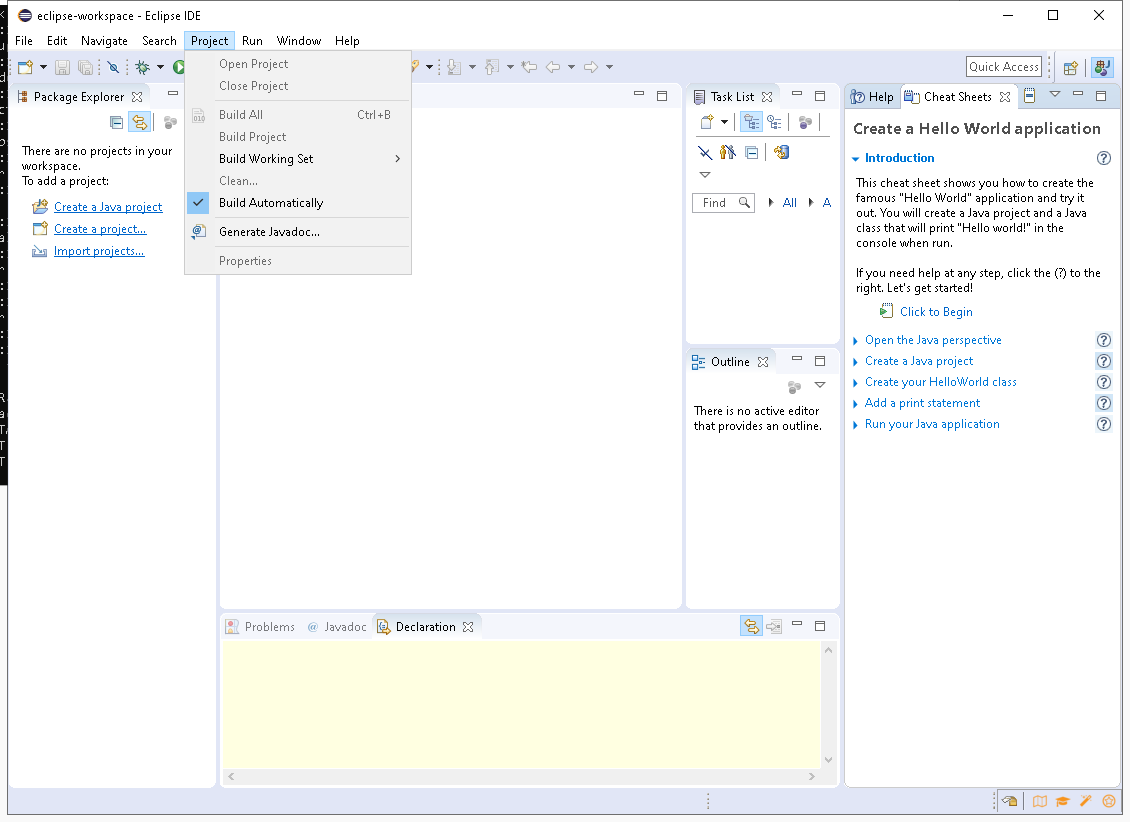 eclipse-workspace - Eclipse IDE
File Edit Navigate Search Project Run Window Help
Quick Access
Open Project
Close Project
Build All Ctrl+B
Build Project
Build Working Set
Clean...
Build Automatically
Generate Javadoc...
Properties
Package Explorer
There are no projects in your
workspace.
To add a project:
Create a Java project
Create a project...
Import projects...
Task List
Find All A
Outline
There is no active editor
that provides an outline.
Help Cheat Sheets
Create a Hello World application
Introduction
This cheat sheet shows you how to create the
famous "Hello World" application and try it
out. You will create a Java project and a Java
class that will print "Hello world!" in the
console when run.
If you need help at any step, click the (?) to the
right. Let's get started!
Click to Begin
Open the Java perspective
Create a Java project
Create your HelloWorld class
Add a print statement
Run your Java application
Problems @ Javadoc Declaration